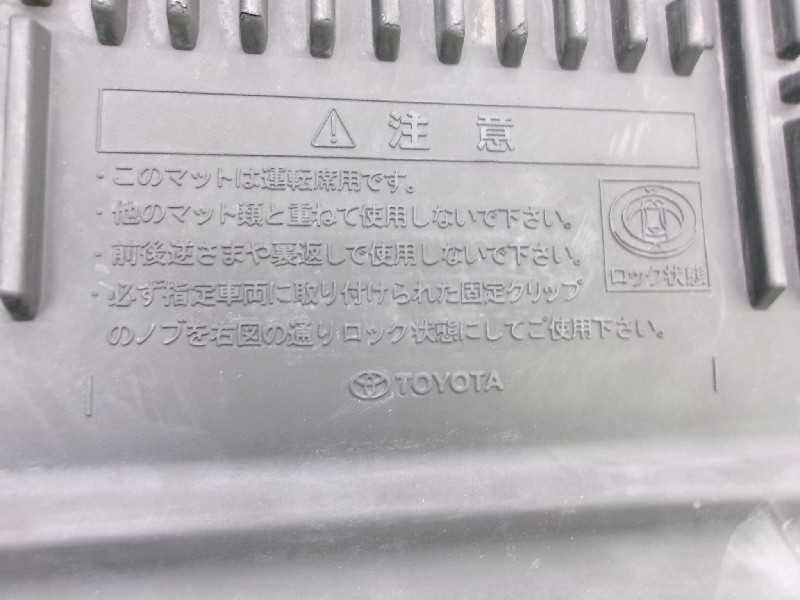 注意
・このマットは運転席用です。
・他のマット類と重ねて使用しないで下さい。
・前後逆さまや裏返しで使用しないで下さい。
・必ず指定車両に取り付けられた固定クリップ
のノブを右図の通りロック状態にしてご使用下さい。
ロック状態
TOYOTA